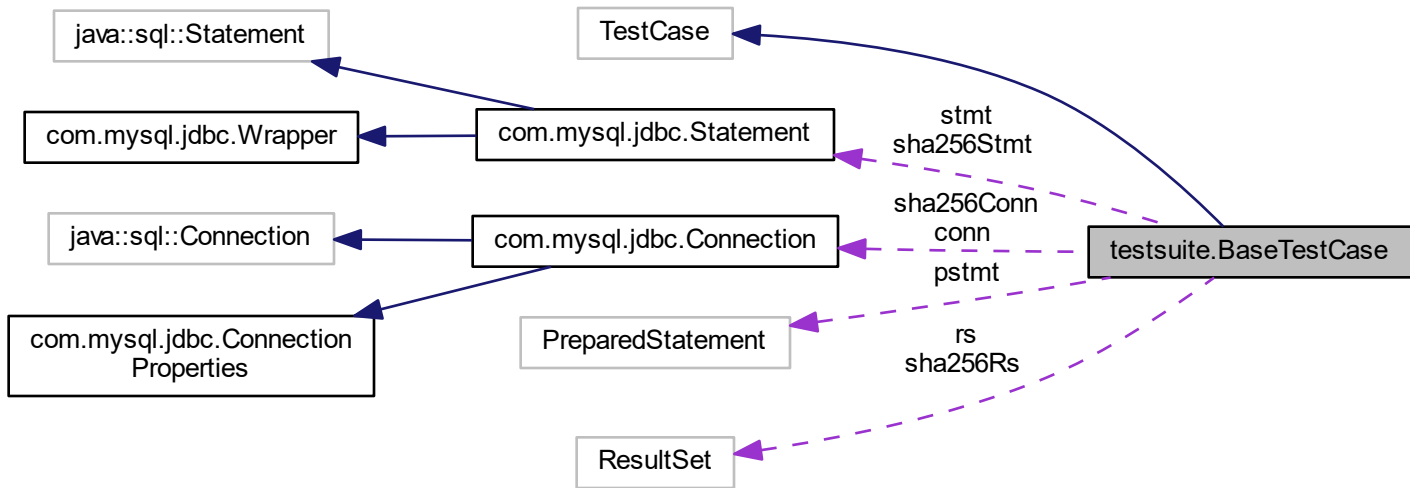 java::sql::Statement
TestCase
com.mysql.jdbc.Wrapper
com.mysql.jdbc.Statement
stmt
sha256Stmt
java::sql::Connection
com.mysql.jdbc.Connection
sha256Conn
conn
testsuite.BaseTestCase
com.mysql.jdbc.Connection
Properties
PreparedStatement
pstmt
rs
sha256Rs
ResultSet